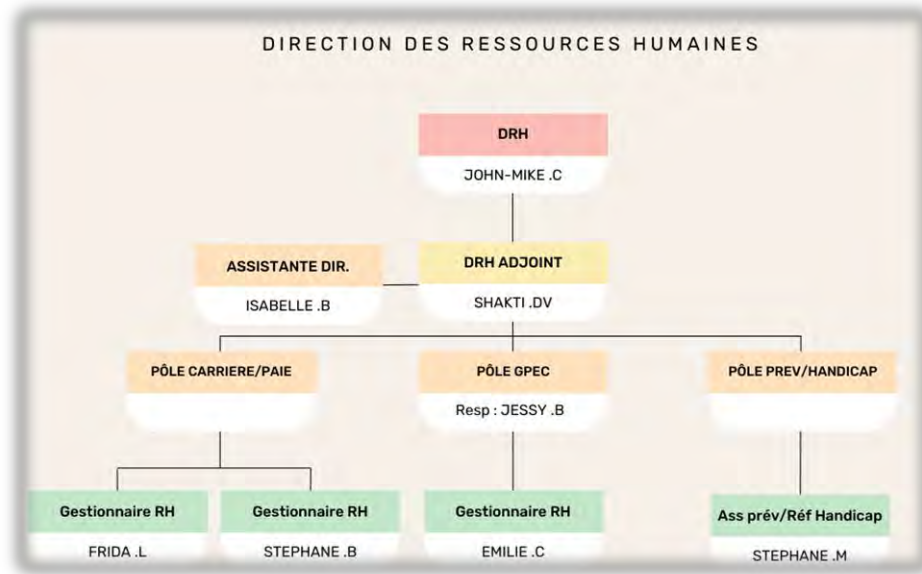 DIRECTION DES RESSOURCES HUMAINES
DRH
JOHN-MIKE .C
ASSISTANTE DIR.
ISABELLE .B
DRH ADJOINT
SHAKTI .DV
PÔLE CARRIERE/PAIE
PÔLE GPEC
Resp : JESSY .B
PÔLE PREV/HANDICAP
Gestionnaire RH
FRIDA .L
Gestionnaire RH
STEPHANE .B
Gestionnaire RH
EMILIE .C
Ass prév/Réf Handicap
STEPHANE .M